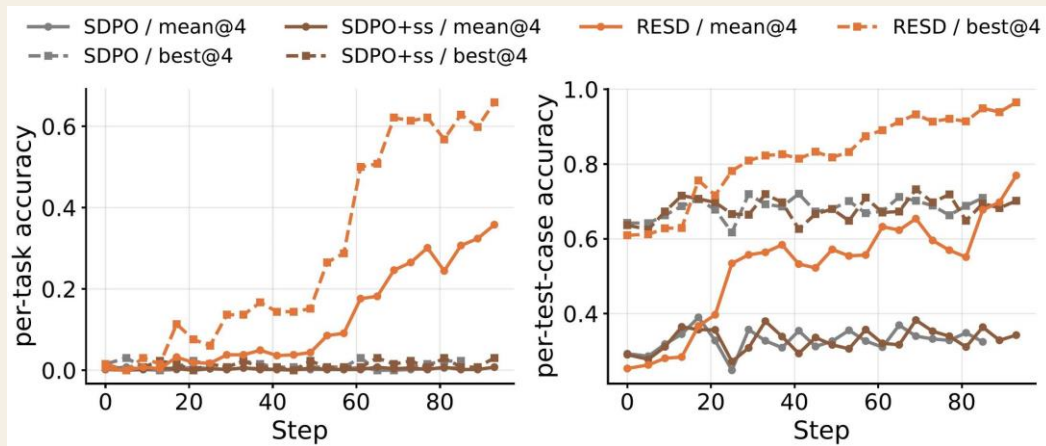 SDPO / mean@4 SDPO+ss / mean@4 RESD / mean@4 RESD / best@4
SDPO / best@4 SDPO+ss / best@4
per-task accuracy
0.6
0.4
0.2
0.0
0 20 40 60 80
Step
per-test-case accuracy
1.0
0.8
0.6
0.4
0 20 40 60 80
Step